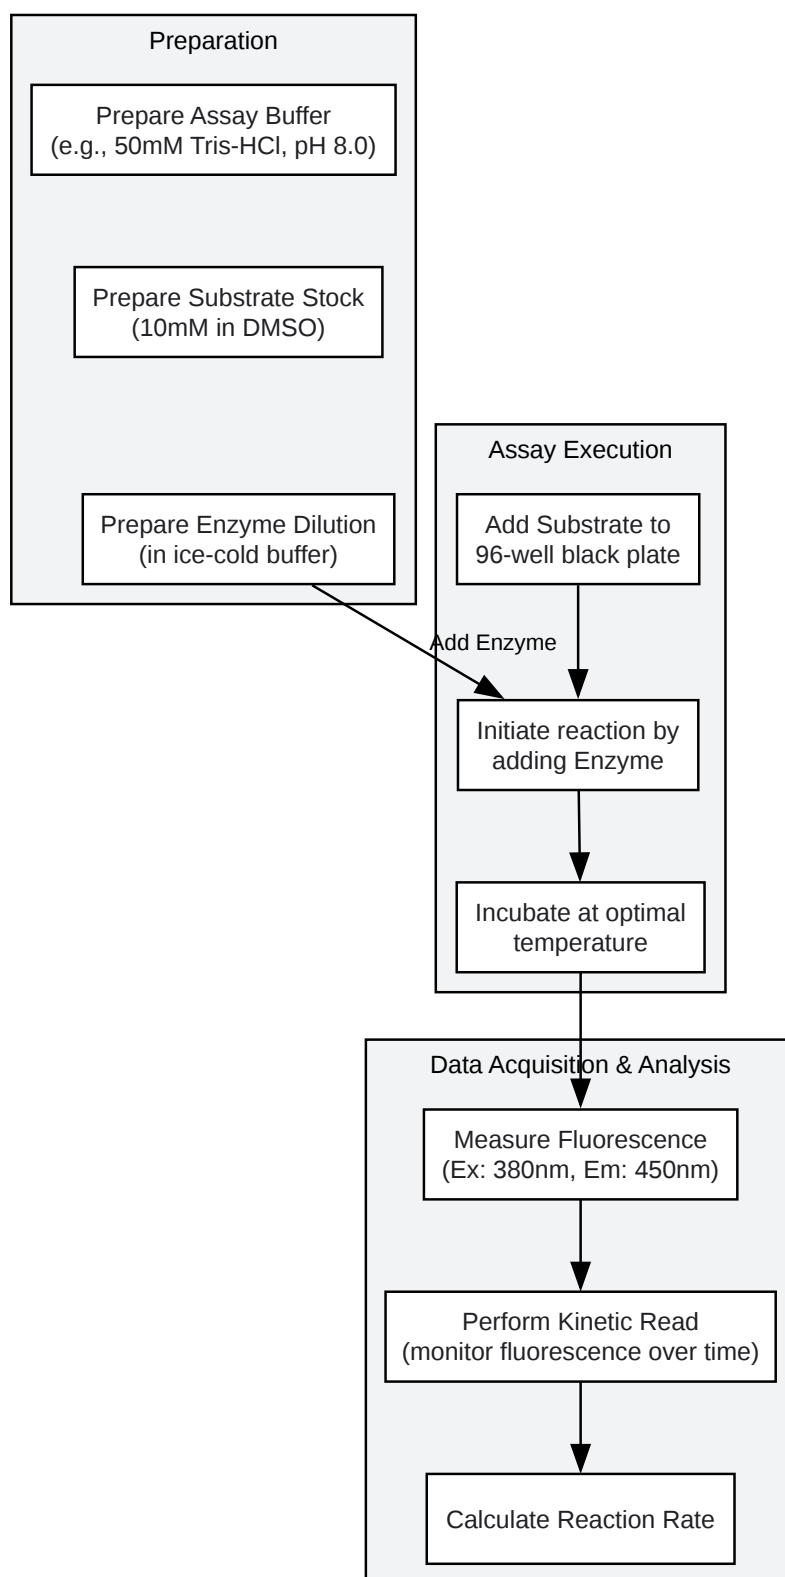 Preparation
Prepare Assay Buffer
(e.g., 50mM Tris-HCl, pH 8.0)
Prepare Substrate Stock
(10mM in DMSO)
Prepare Enzyme Dilution
(in ice-cold buffer)
Assay Execution
Add Substrate to
96-well black plate
Add Enzyme
Initiate reaction by
adding Enzyme
Incubate at optimal
temperature
Data Acquisition & Analysis
Measure Fluorescence
(Ex: 380nm, Em: 450nm)
Perform Kinetic Read
(monitor fluorescence over time)
Calculate Reaction Rate